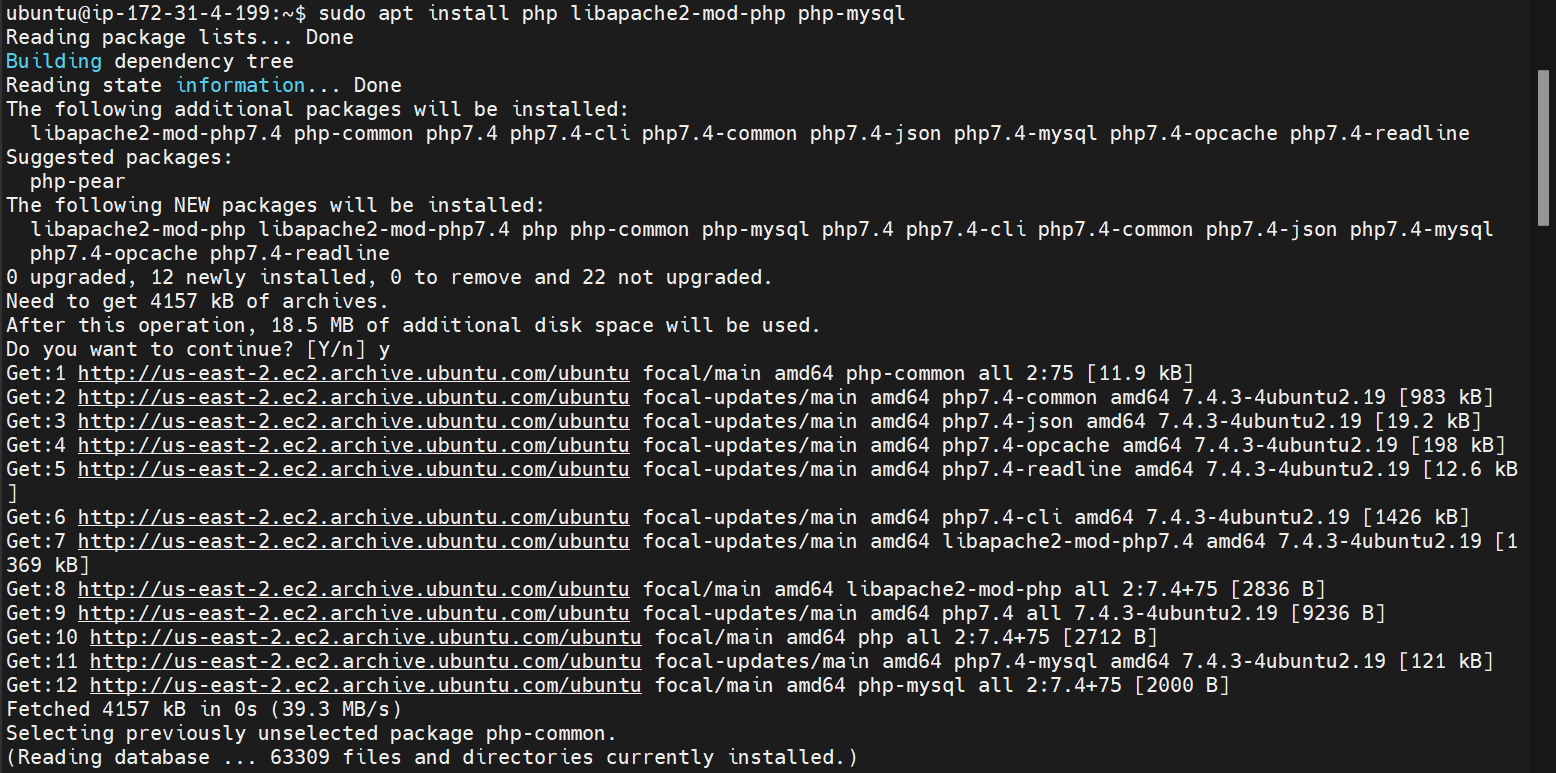 ubuntu@ip-172-31-4-199:~$ sudo apt install php libapache2-mod-php php-mysql
Reading package lists... Done
Building dependency tree
Reading state information... Done
The following additional packages will be installed:
  libapache2-mod-php7.4 php-common php7.4 php7.4-cli php7.4-common php7.4-json php7.4-mysql php7.4-opcache php7.4-readline
Suggested packages:
  php-pear
The following NEW packages will be installed:
  libapache2-mod-php libapache2-mod-php7.4 php php-common php-mysql php7.4 php7.4-cli php7.4-common php7.4-json php7.4-mysql
  php7.4-opcache php7.4-readline
0 upgraded, 12 newly installed, 0 to remove and 22 not upgraded.
Need to get 4157 kB of archives.
After this operation, 18.5 MB of additional disk space will be used.
Do you want to continue? [Y/n] y
Get:1 http://us-east-2.ec2.archive.ubuntu.com/ubuntu focal/main amd64 php-common all 2:75 [11.9 kB]
Get:2 http://us-east-2.ec2.archive.ubuntu.com/ubuntu focal-updates/main amd64 php7.4-common amd64 7.4.3-4ubuntu2.19 [983 kB]
Get:3 http://us-east-2.ec2.archive.ubuntu.com/ubuntu focal-updates/main amd64 php7.4-json amd64 7.4.3-4ubuntu2.19 [19.2 kB]
Get:4 http://us-east-2.ec2.archive.ubuntu.com/ubuntu focal-updates/main amd64 php7.4-opcache amd64 7.4.3-4ubuntu2.19 [198 kB]
Get:5 http://us-east-2.ec2.archive.ubuntu.com/ubuntu focal-updates/main amd64 php7.4-readline amd64 7.4.3-4ubuntu2.19 [12.6 kB
]
Get:6 http://us-east-2.ec2.archive.ubuntu.com/ubuntu focal-updates/main amd64 php7.4-cli amd64 7.4.3-4ubuntu2.19 [1426 kB]
Get:7 http://us-east-2.ec2.archive.ubuntu.com/ubuntu focal-updates/main amd64 libapache2-mod-php7.4 amd64 7.4.3-4ubuntu2.19 [1
369 kB]
Get:8 http://us-east-2.ec2.archive.ubuntu.com/ubuntu focal/main amd64 libapache2-mod-php all 2:7.4+75 [2836 B]
Get:9 http://us-east-2.ec2.archive.ubuntu.com/ubuntu focal-updates/main amd64 php7.4 all 7.4.3-4ubuntu2.19 [9236 B]
Get:10 http://us-east-2.ec2.archive.ubuntu.com/ubuntu focal/main amd64 php all 2:7.4+75 [2712 B]
Get:11 http://us-east-2.ec2.archive.ubuntu.com/ubuntu focal-updates/main amd64 php7.4-mysql amd64 7.4.3-4ubuntu2.19 [121 kB]
Get:12 http://us-east-2.ec2.archive.ubuntu.com/ubuntu focal/main amd64 php-mysql all 2:7.4+75 [2000 B]
Fetched 4157 kB in 0s (39.3 MB/s)
Selecting previously unselected package php-common.
(Reading database ... 63309 files and directories currently installed.)